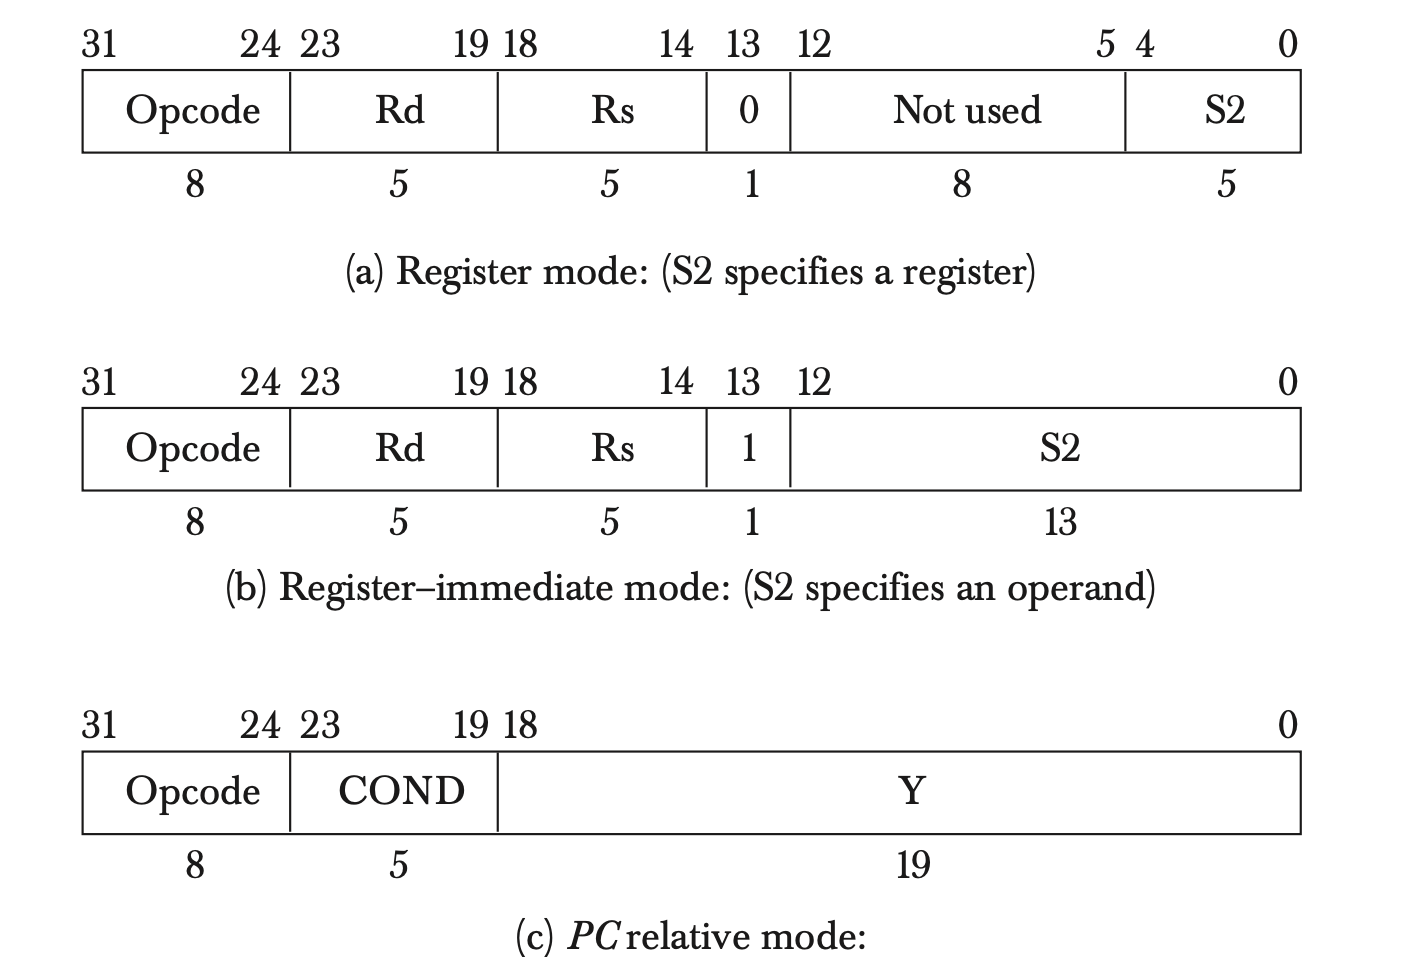 31 24 23 19 18 14 13 12 5 4 0
Opcode Rd Rs 0 Not used S2
8 5 5 1 8 5
(a) Register mode: (S2 specifies a register)
31 24 23 19 18 14 13 12 0
Opcode Rd Rs 1 S2
8 5 5 1 13
(b) Register–immediate mode: (S2 specifies an operand)
31 24 23 19 18 0
Opcode COND Y
8 5 19
(c) PC relative mode: